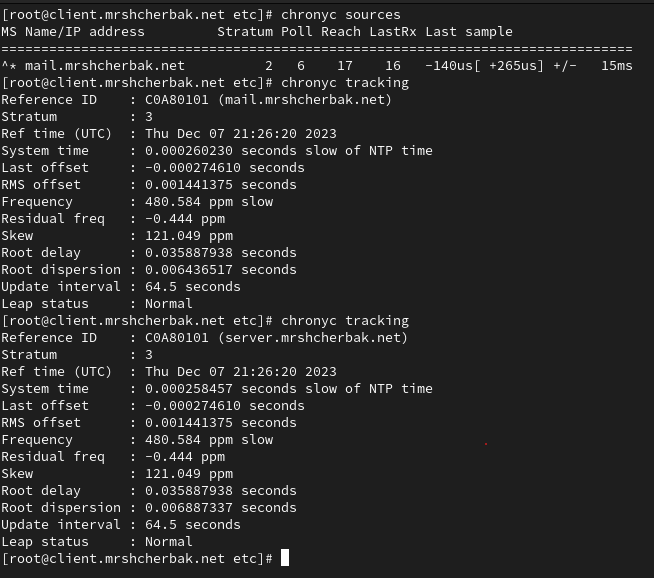 [root@client.mrshcherbak.net etc]# chronyc sources
MS Name/IP address         Stratum Poll Reach LastRx Last sample
===============================================================================
^* mail.mrshcherbak.net          2   6    17    16   -140us[ +265us] +/-   15ms
[root@client.mrshcherbak.net etc]# chronyc tracking
Reference ID    : C0A80101 (mail.mrshcherbak.net)
Stratum         : 3
Ref time (UTC)  : Thu Dec 07 21:26:20 2023
System time     : 0.000260230 seconds slow of NTP time
Last offset     : -0.000274610 seconds
RMS offset      : 0.001441375 seconds
Frequency       : 480.584 ppm slow
Residual freq   : -0.444 ppm
Skew            : 121.049 ppm
Root delay      : 0.035887938 seconds
Root dispersion : 0.006436517 seconds
Update interval : 64.5 seconds
Leap status     : Normal
[root@client.mrshcherbak.net etc]# chronyc tracking
Reference ID    : C0A80101 (server.mrshcherbak.net)
Stratum         : 3
Ref time (UTC)  : Thu Dec 07 21:26:20 2023
System time     : 0.000258457 seconds slow of NTP time
Last offset     : -0.000274610 seconds
RMS offset      : 0.001441375 seconds
Frequency       : 480.584 ppm slow
Residual freq   : -0.444 ppm
Skew            : 121.049 ppm
Root delay      : 0.035887938 seconds
Root dispersion : 0.006887337 seconds
Update interval : 64.5 seconds
Leap status     : Normal
[root@client.mrshcherbak.net etc]#